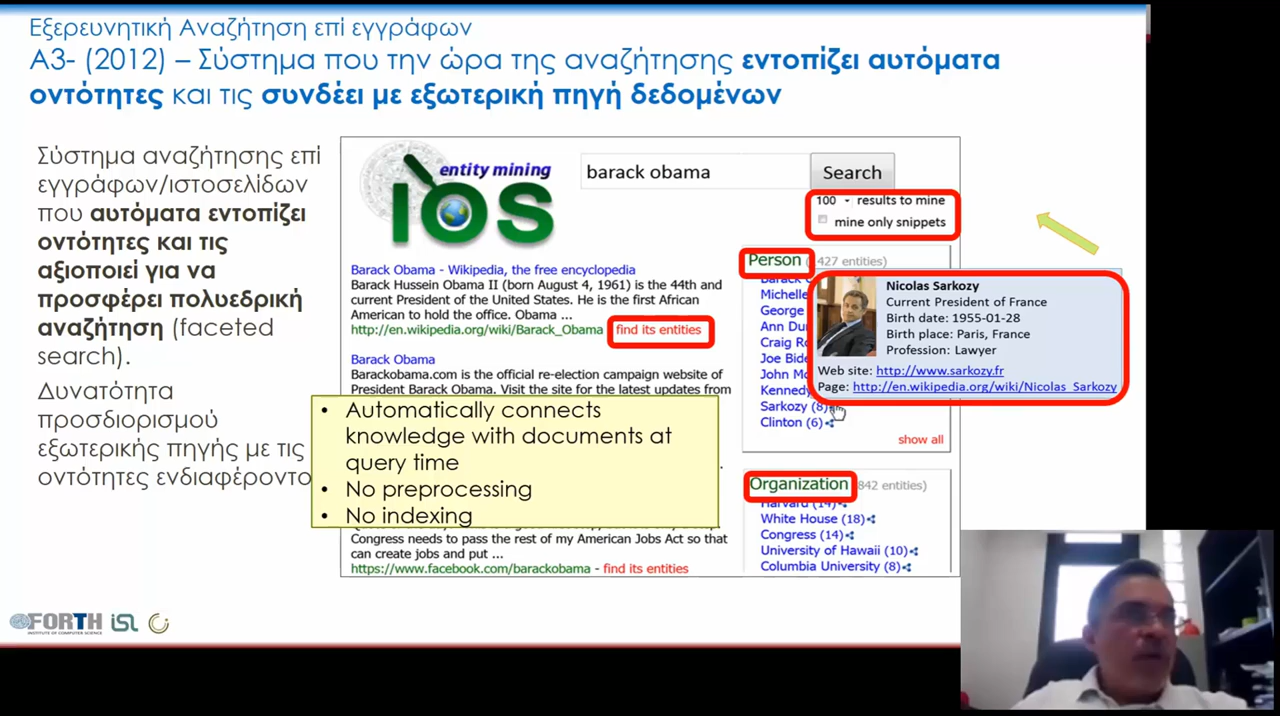 Εξερευνητική Αναζήτηση επί εγγράφων
Α3- (2012) – Σύστημα που την ώρα της αναζήτησης εντοπίζει αυτόματα
οντότητες και τις συνδέει με εξωτερική πηγή δεδομένων
Σύστημα αναζήτησης επί
εγγράφων/ιστοσελίδων
που αυτόματα εντοπίζει
οντότητες και τις
αξιοποιεί για να
προσφέρει πολυεδρική
αναζήτηση (faceted
search).
Δυνατότητα
προσδιορισμού
εξωτερικής πηγής με τις
οντότητες ενδιαφέροντο
entity mining
ios
barack obama
Search
100 results to mine
mine only snippets
Barack Obama - Wikipedia, the free encyclopedia
Barack Hussein Obama II (born August 4, 1961) is the 44th and
current President of the United States. He is the first African
American to hold the office. Obama ...
http://en.wikipedia.org/wiki/Barack_Obama find its entities
Barack Obama
Barackobama.com is the official re-election campaign website of
President Barack Obama. Visit the site for the latest updates from
• Automatically connects
knowledge with documents at
query time
• No preprocessing
• No indexing
Congress needs to pass the rest of my American Jobs Act so that
can create jobs and put ...
https://www.facebook.com/barackobama - find its entities
Person 427 entities)
Barack
Michelle
George
Ann
Craig
Joe
John
Kennedy
Sarkozy (8)
Clinton (6)
show all
Nicolas Sarkozy
Current President of France
Birth date: 1955-01-28
Birth place: Paris, France
Profession: Lawyer
Web site: http://www.sarkozy.fr
Page: http://en.wikipedia.org/wiki/Nicolas_Sarkozy
Organization 842 entities)
Harvard (14)
White House (18)
Congress (14)
University of Hawaii (10)
Columbia University (8)
FORTH isl
INSTITUTE OF COMPUTER SCIENCE